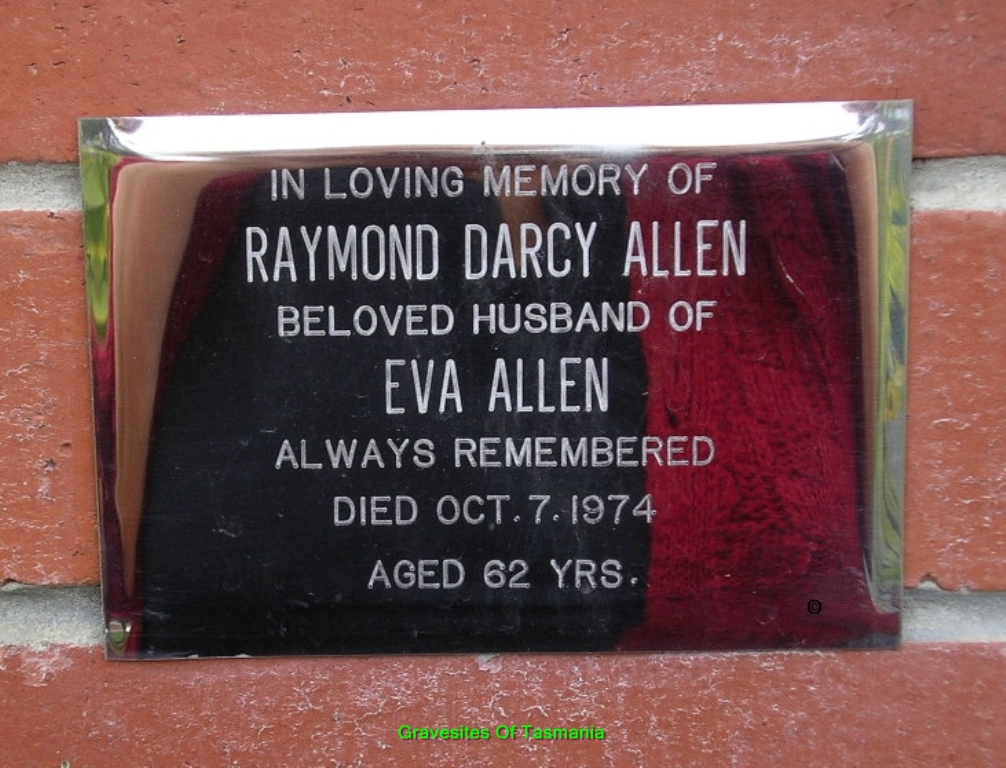 IN LOVING MEMORY OF
RAYMOND DARCY ALLEN
BELOVED HUSBAND OF
EVA ALLEN
ALWAYS REMEMBERED
DIED OCT. 7. 1974
AGED 62 YRS.
©
Gravesites Of Tasmania